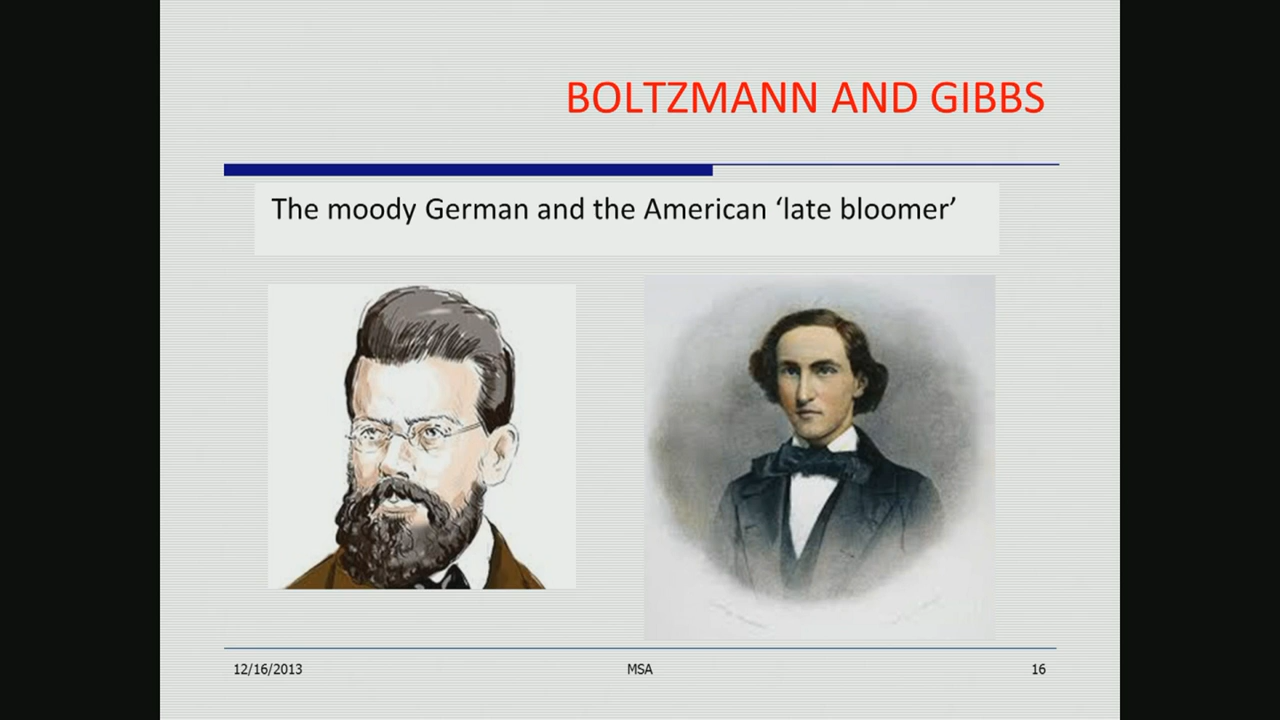 BOLTZMANN AND GIBBS
The moody German and the American ‘late bloomer’
12/16/2013 MSA 16